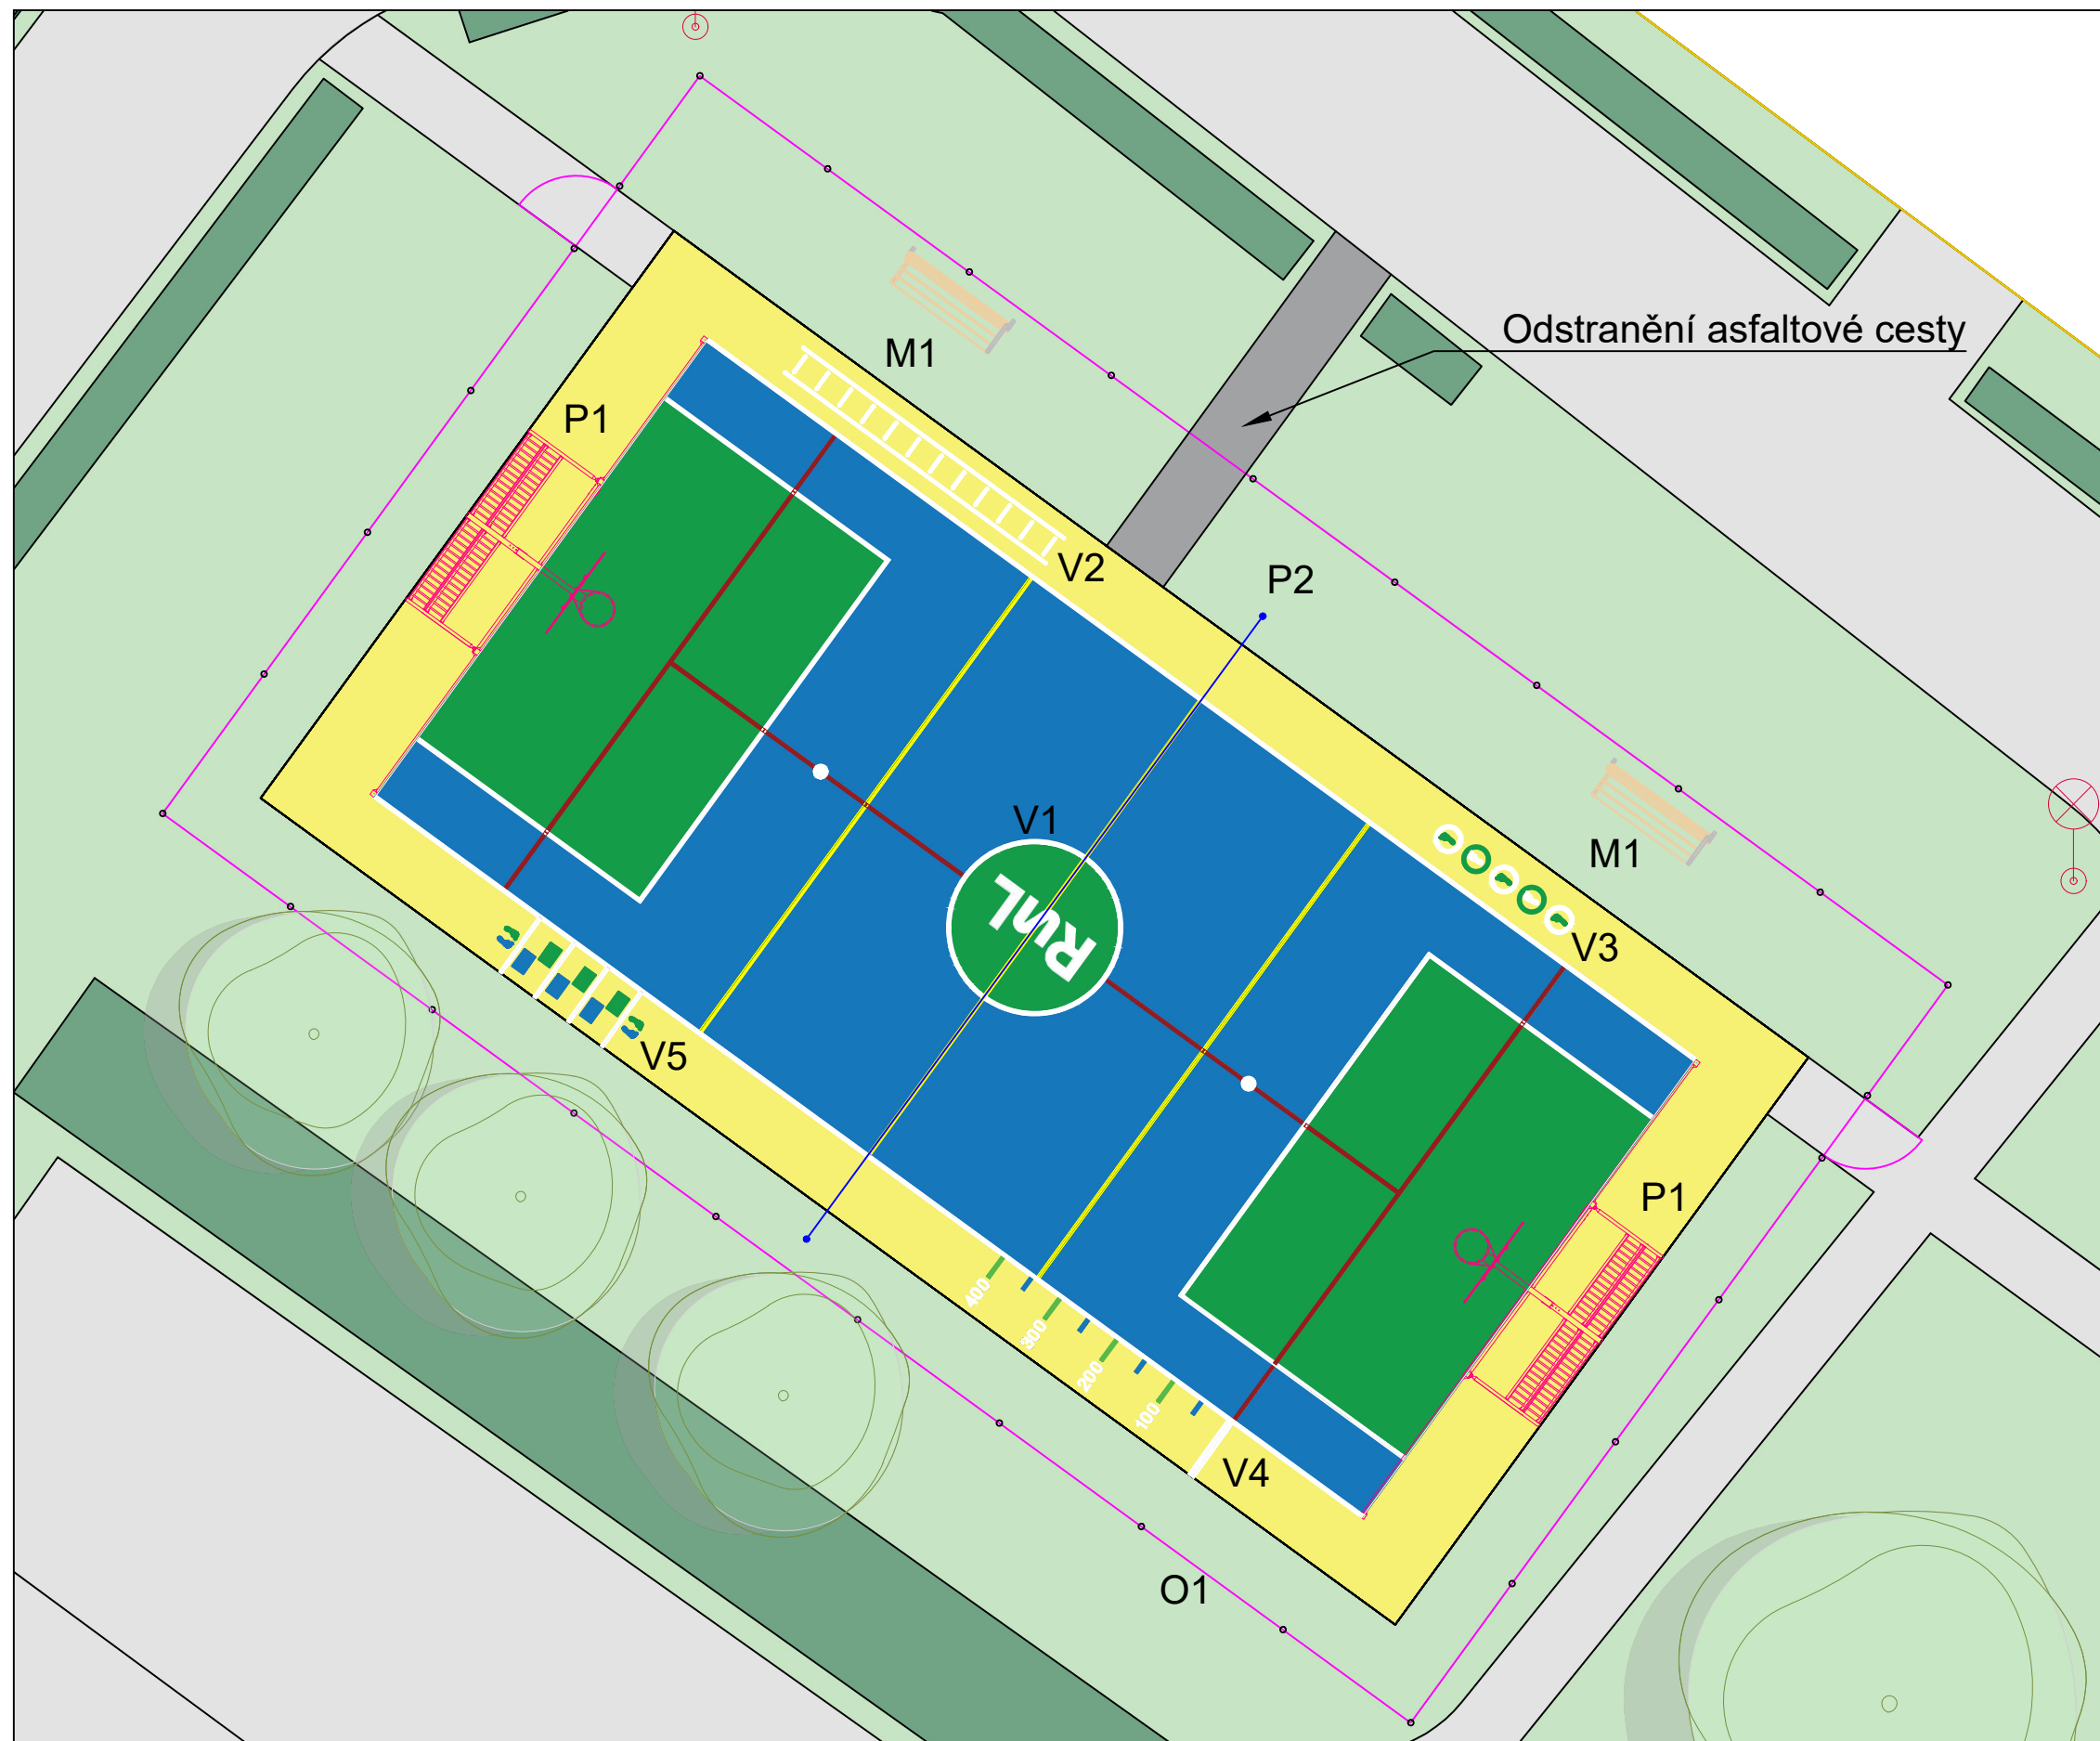 Odstranění asfaltové cesty
M1
P1
V2
P2
V1
RuL
M1
V3
V5
P1
400
300
200
100
V4
O1